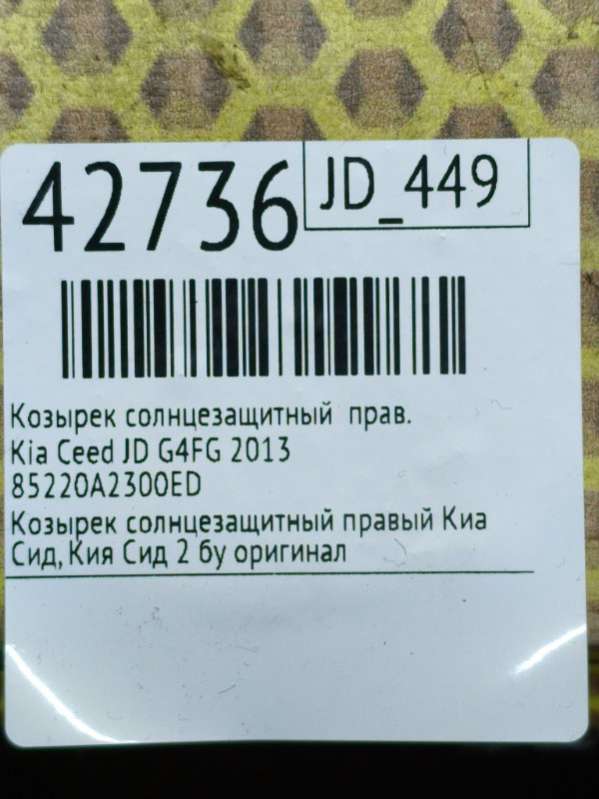 42736
JD_449
Козырек солнцезащитный прав.
Kia Ceed JD G4FG 2013
85220A2300ED
Козырек солнцезащитный правый Киа
Сид, Кия Сид 2 бу оригинал